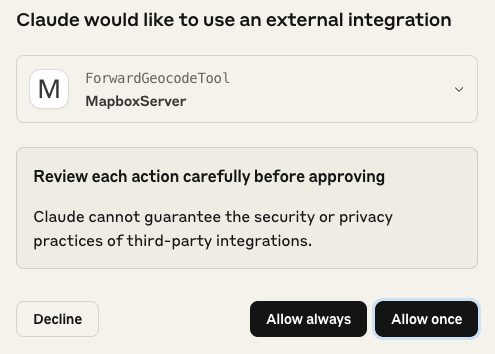 Claude would like to use an external integration
M
ForwardGeocodeTool
MapboxServer
Review each action carefully before approving
Claude cannot guarantee the security or privacy
practices of third-party integrations.
Decline
Allow always
Allow once